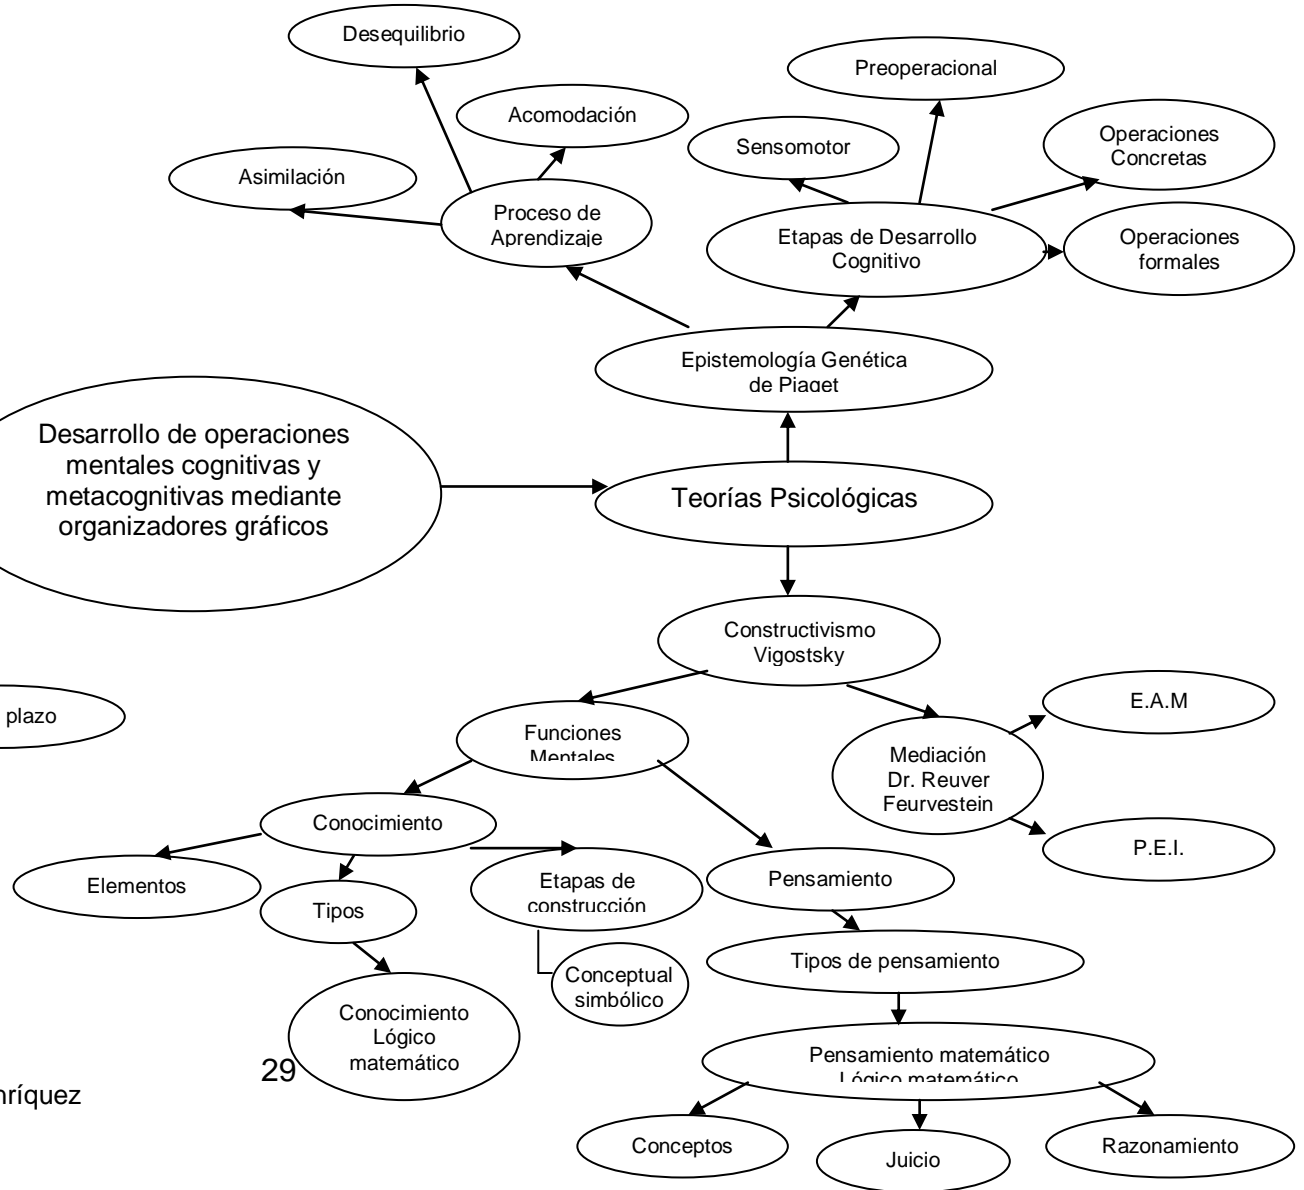 Desequilibrio
Preoperacional
Acomodación
Operaciones
Concretas
Sensomotor
Asimilación
Proceso de
Aprendizaje
Etapas de Desarrollo
Cognitivo
Operaciones
formales
Epistemología Genética
de Piaget
Desarrollo de operaciones
mentales cognitivas y
metacognitivas mediante
organizadores gráficos
Teorías Psicológicas
Constructivismo
Vigostsky
plazo
E.A.M
Funciones
Mentales
Mediación
Dr. Reuver
Feurvestein
Conocimiento
P.E.I.
Elementos
Tipos
Etapas de
construcción
Pensamiento
Conceptual
simbólico
Tipos de pensamiento
Conocimiento
Lógico
matemático
29
Pensamiento matemático
Lógico matemático
nríquez
Conceptos
Juicio
Razonamiento